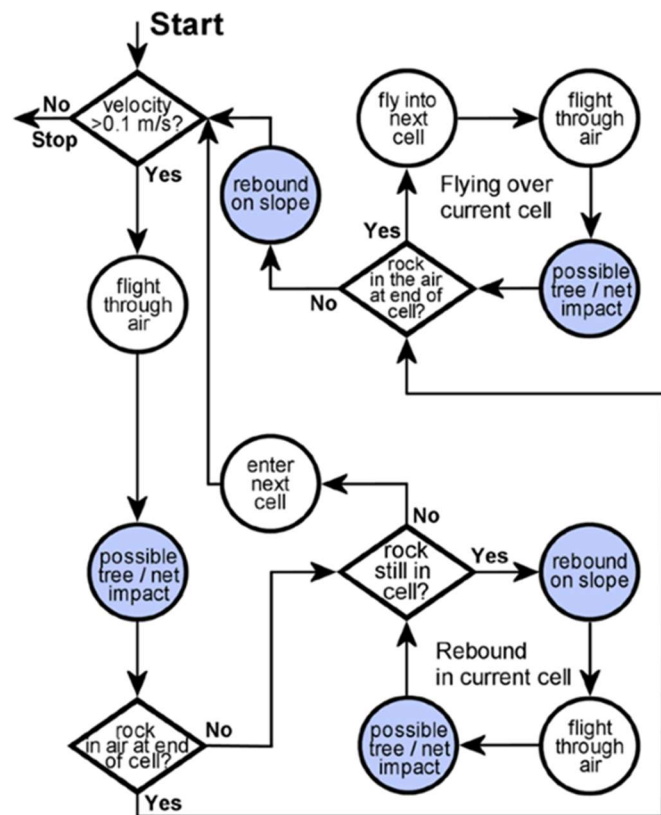 Start
velocity
>0.1 m/s?
No
Stop
Yes
flight
through
air
possible
tree / net
impact
rock
in air at end
of cell?
No
Yes
rebound
on slope
fly into
next
cell
flight
through
air
Flying over
current cell
possible
tree / net
impact
rock
in the air
at end of
cell?
Yes
No
enter
next
cell
rock
still in
cell?
No
Yes
rebound
on slope
Rebound
in current cell
flight
through
air
possible
tree / net
impact